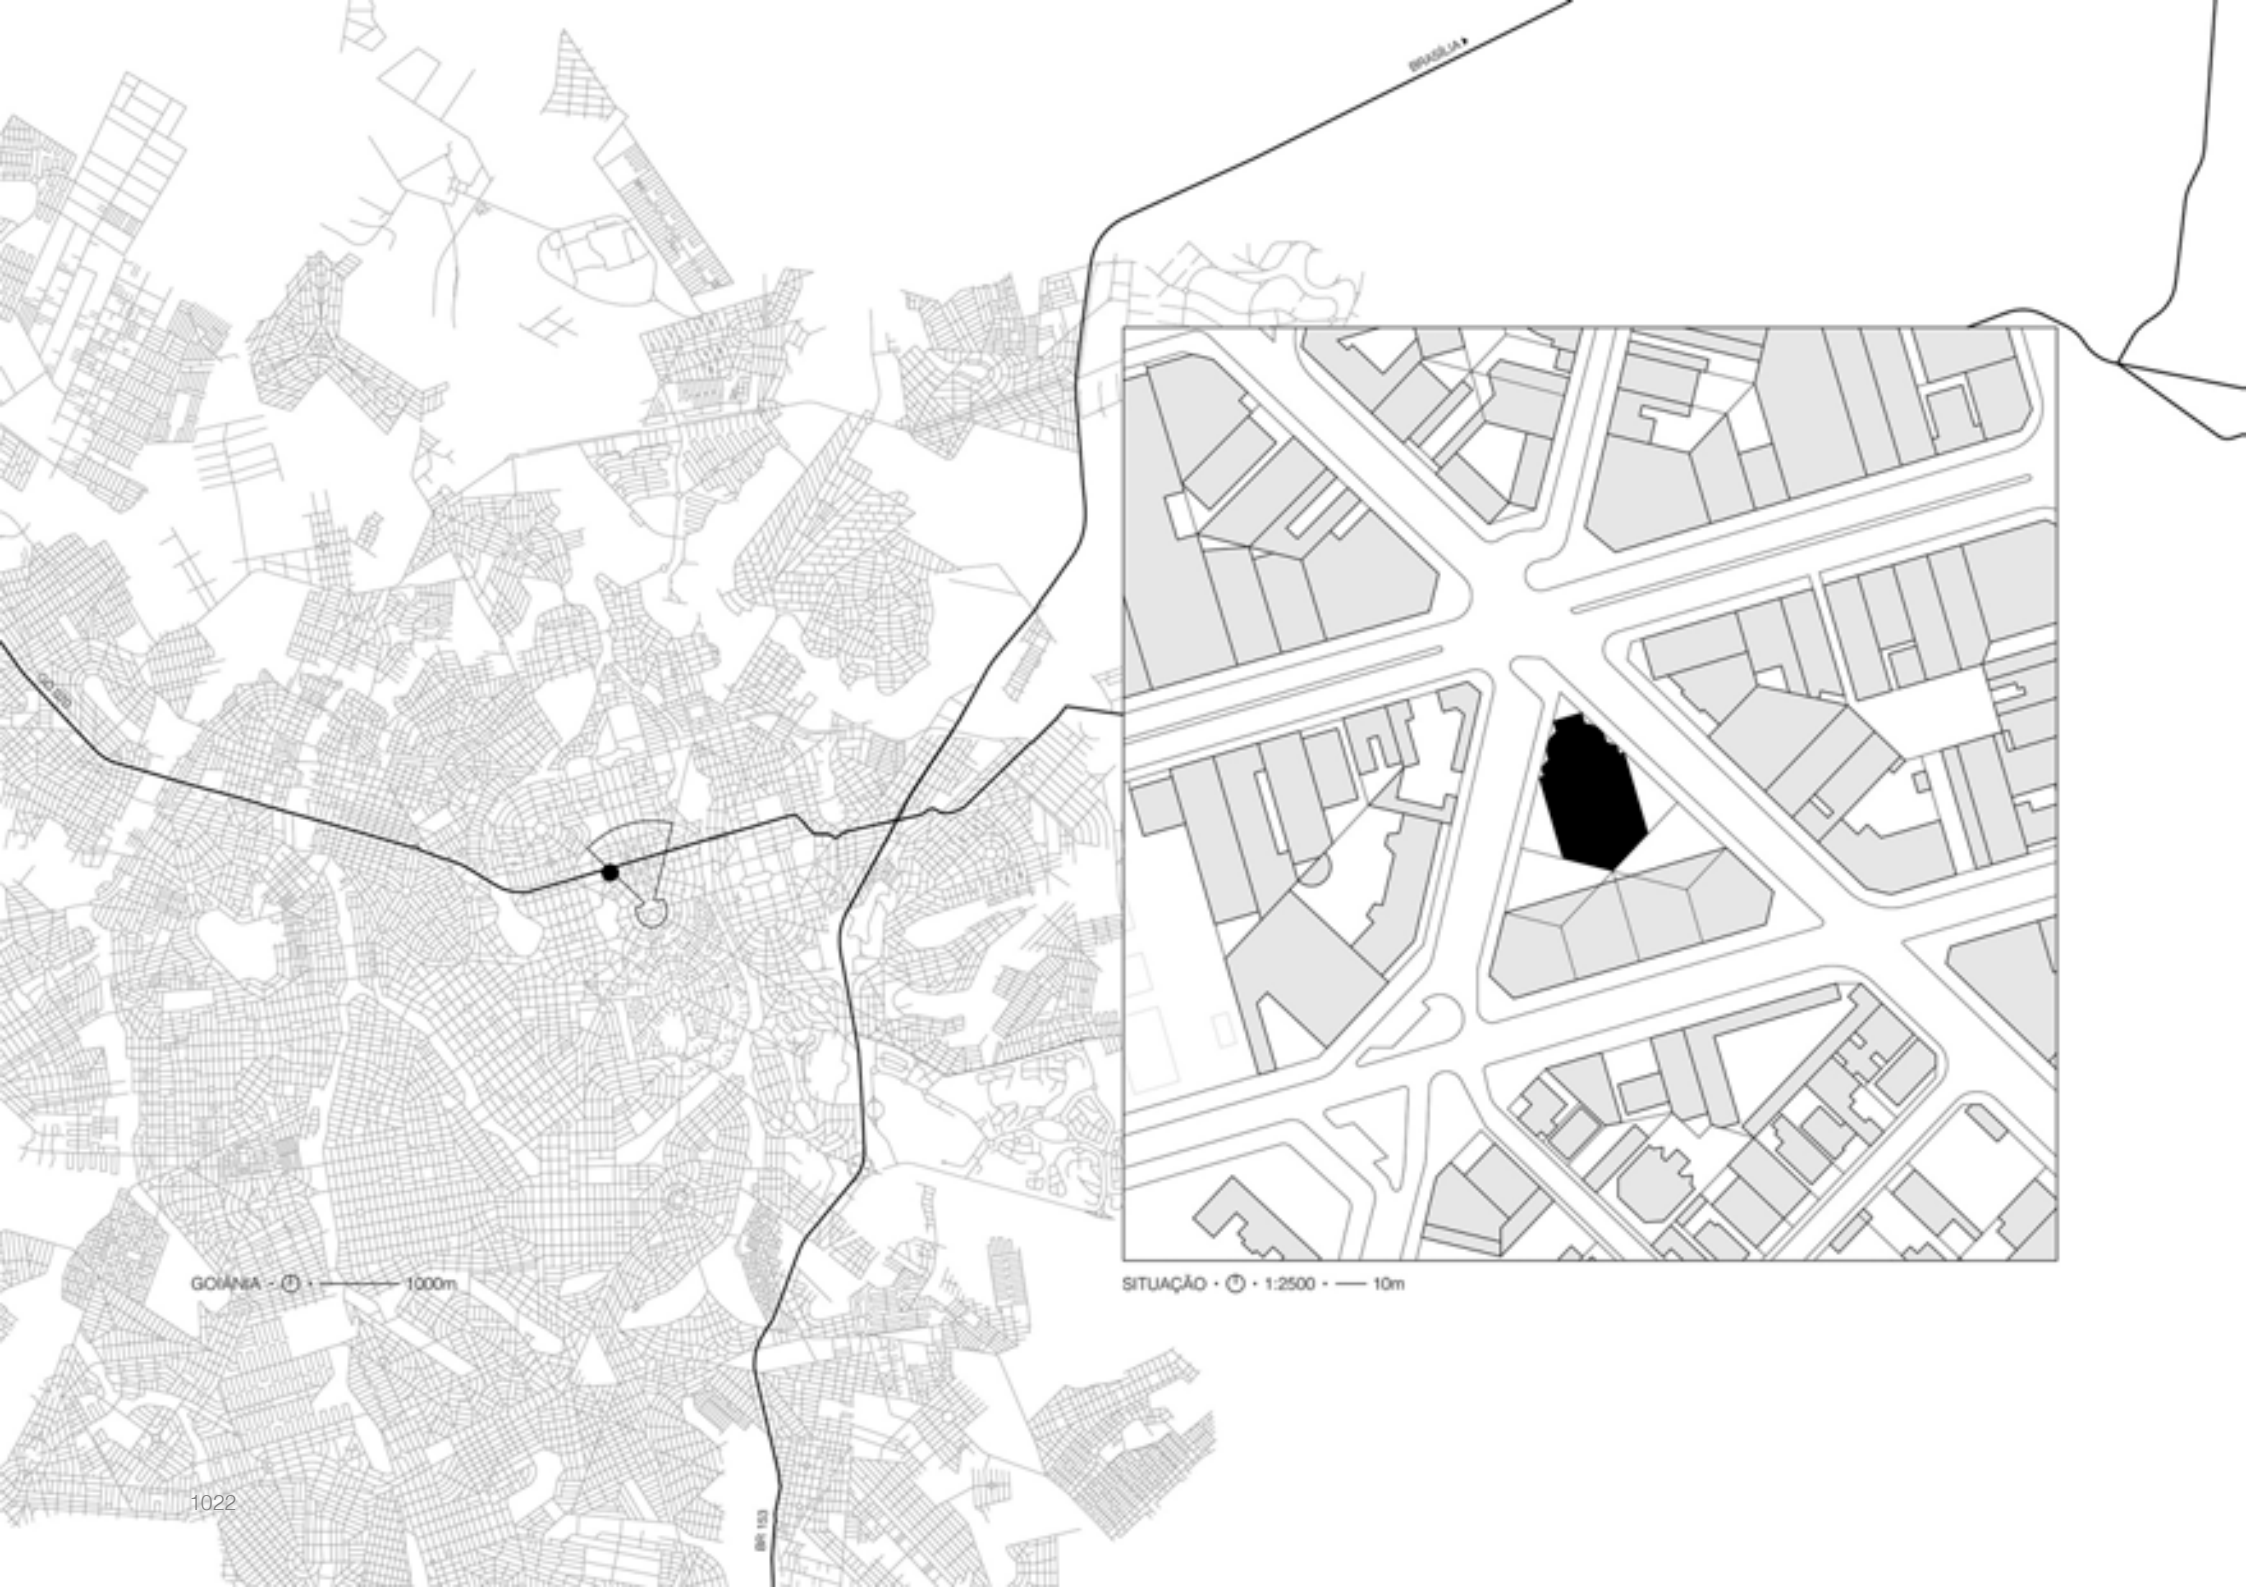 BRASÍLIA
GOIÂNIA · · 1000m
SITUAÇÃO · · 1:2500 · 10m
1022
BR 153